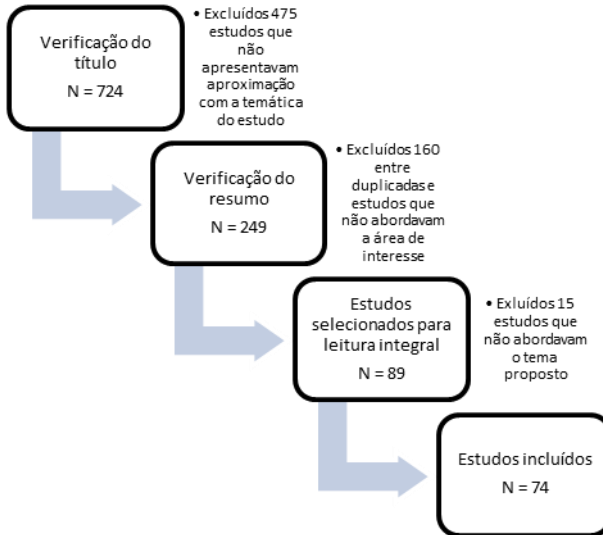 Verificação do
título
N = 724
• Excluídos 475
estudos que
não
apresentavam
aproximação
com a temática
do estudo
Verificação do
resumo
N = 249
• Excluídos 160
entre
duplicadas e
estudos que
não abordavam
a área de
interesse
Estudos
selecionados para
leitura integral
N = 89
• Exluídos 15
estudos que
não abordavam
o tema
proposto
Estudos incluídos
N = 74